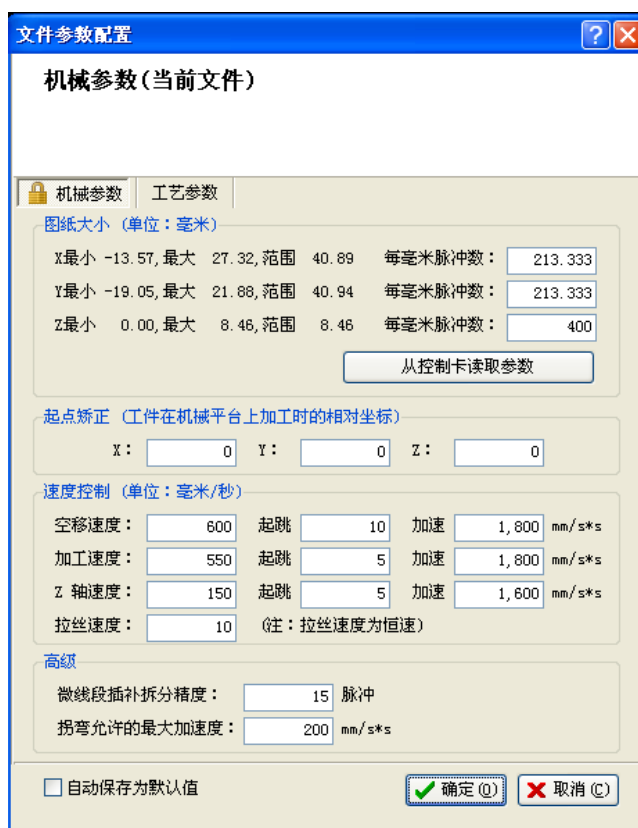 文件参数配置
机械参数(当前文件)
机械参数 工艺参数
图纸大小 (单位：毫米)
X最小 -13.57,最大 27.32,范围 40.89 每毫米脉冲数： 213.333
Y最小 -19.05,最大 21.88,范围 40.94 每毫米脉冲数： 213.333
Z最小 0.00,最大 8.46,范围 8.46 每毫米脉冲数： 400
从控制卡读取参数
起点矫正 (工件在机械平台上加工时的相对坐标)
X： 0 Y： 0 Z： 0
速度控制 (单位：毫米/秒)
空移速度： 600 起跳 10 加速 1,800 mm/s*s
加工速度： 550 起跳 5 加速 1,800 mm/s*s
Z 轴速度： 150 起跳 5 加速 1,600 mm/s*s
拉丝速度： 10 (注：拉丝速度为恒速)
高级
微线段插补拆分精度： 15 脉冲
拐弯允许的最大加速度： 200 mm/s*s
自动保存为默认值 确定(O) 取消(C)